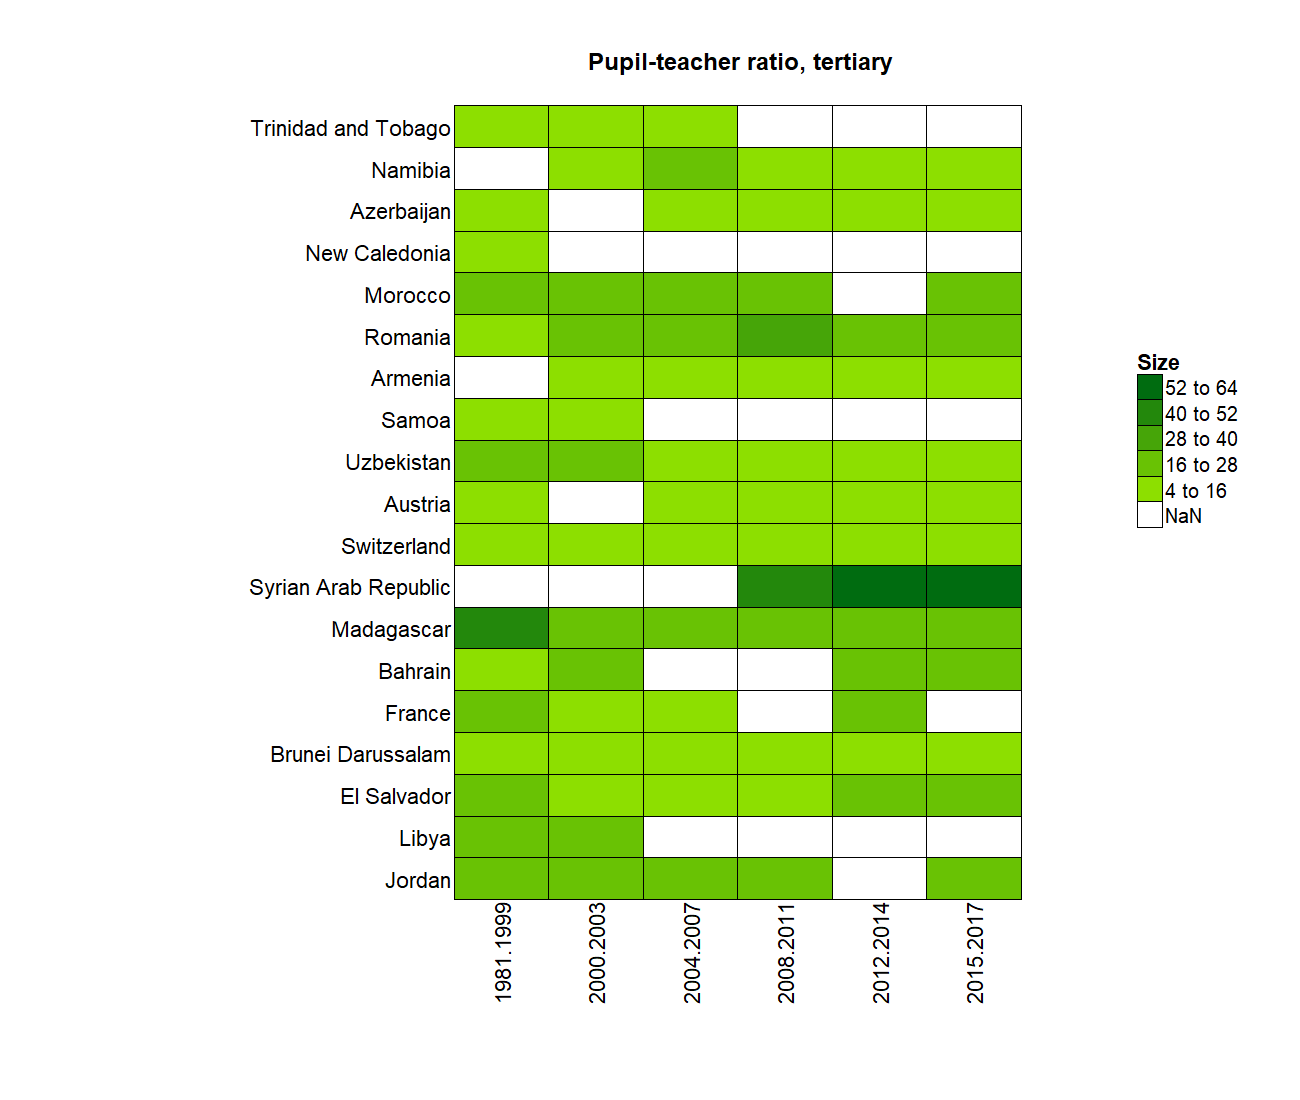 Pupil-teacher ratio, tertiary
Trinidad and Tobago
Namibia
Azerbaijan
New Caledonia
Morocco
Romania
Armenia
Samoa
Uzbekistan
Austria
Switzerland
Syrian Arab Republic
Madagascar
Bahrain
France
Brunei Darussalam
El Salvador
Libya
Jordan
1981.1999
2000.2003
2004.2007
2008.2011
2012.2014
2015.2017
Size
52 to 64
40 to 52
28 to 40
16 to 28
4 to 16
NaN